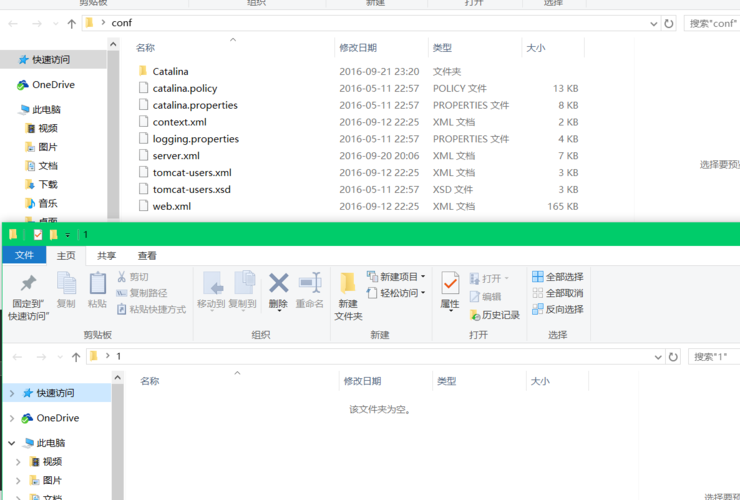 剪贴板 组织 新建 打开 选择
conf 搜索"conf"
名称 修改日期 类型 大小
快速访问
Catalina 2016-09-21 23:20 文件夹
OneDrive catalina.policy 2016-05-11 22:57 POLICY 文件 13 KB
catalina.properties 2016-05-11 22:57 PROPERTIES 文件 8 KB
此电脑 context.xml 2016-09-12 22:25 XML 文档 2 KB
视频 logging.properties 2016-05-11 22:57 PROPERTIES 文件 4 KB
图片 server.xml 2016-09-20 20:06 XML 文档 7 KB
文档 tomcat-users.xml 2016-09-12 22:25 XML 文档 3 KB 选择要预览
下载 tomcat-users.xsd 2016-05-11 22:57 XSD 文件 3 KB
音乐 web.xml 2016-09-12 22:25 XML 文档 165 KB
桌面
1
文件 主页 共享 查看
固定到"快速访问" 复制 粘贴 剪切 复制路径 粘贴快捷方式
移动到 复制到 删除 重命名
新建文件夹 新建项目 轻松访问
属性 打开 编辑 历史记录
全部选择 全部取消 反向选择
剪贴板 组织 新建 打开 选择
1 搜索"1"
名称 修改日期 类型 大小
快速访问
该文件夹为空。
OneDrive
此电脑
视频
图片
文档 选择要预